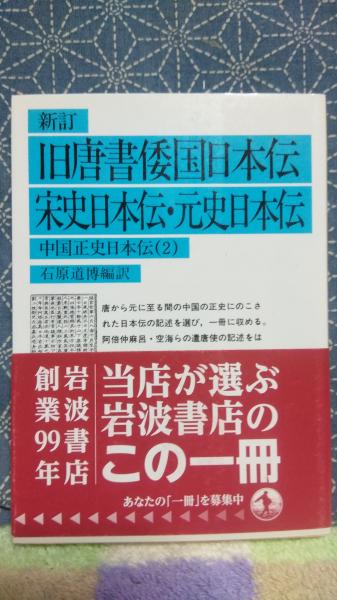 新訂
旧唐書倭国日本伝
宋史日本伝・元史日本伝
中国正史日本伝(2)
石原道博編訳
唐から元に至る間の中国の正史にのこさ
れた日本伝の記述を選び，一冊に収める。
阿倍仲麻呂・空海らの遣唐使の記述をは
岩波書店
創業99年
当店が選ぶ
岩波書店の
この一冊
あなたの「一冊」を募集中